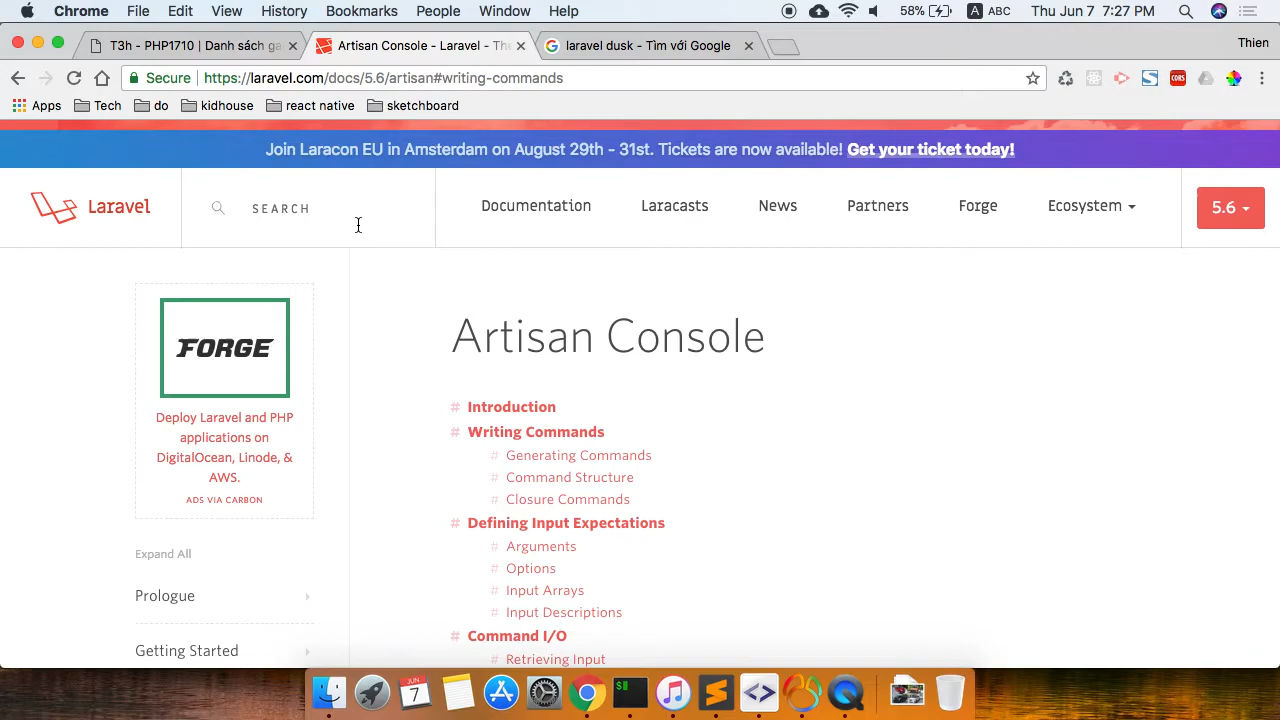 Chrome File Edit View History Bookmarks People Window Help 58% A ABC Thu Jun 7 7:27 PM
T3h - PHP1710 | Danh sách ga
Artisan Console - Laravel - The
laravel dusk - Tìm với Google
Thien
Secure https://laravel.com/docs/5.6/artisan#writing-commands
CORS
Apps Tech do kidhouse react native sketchboard
Join Laracon EU in Amsterdam on August 29th - 31st. Tickets are now available! Get your ticket today!
Laravel
SEARCH
Documentation Laracasts News Partners Forge Ecosystem
5.6
FORGE
Deploy Laravel and PHP
applications on
DigitalOcean, Linode, &
AWS.
ADS VIA CARBON
Expand All
Prologue
Getting Started
Artisan Console
# Introduction
# Writing Commands
# Generating Commands
# Command Structure
# Closure Commands
# Defining Input Expectations
# Arguments
# Options
# Input Arrays
# Input Descriptions
# Command I/O
# Retrieving Input
JUN
7